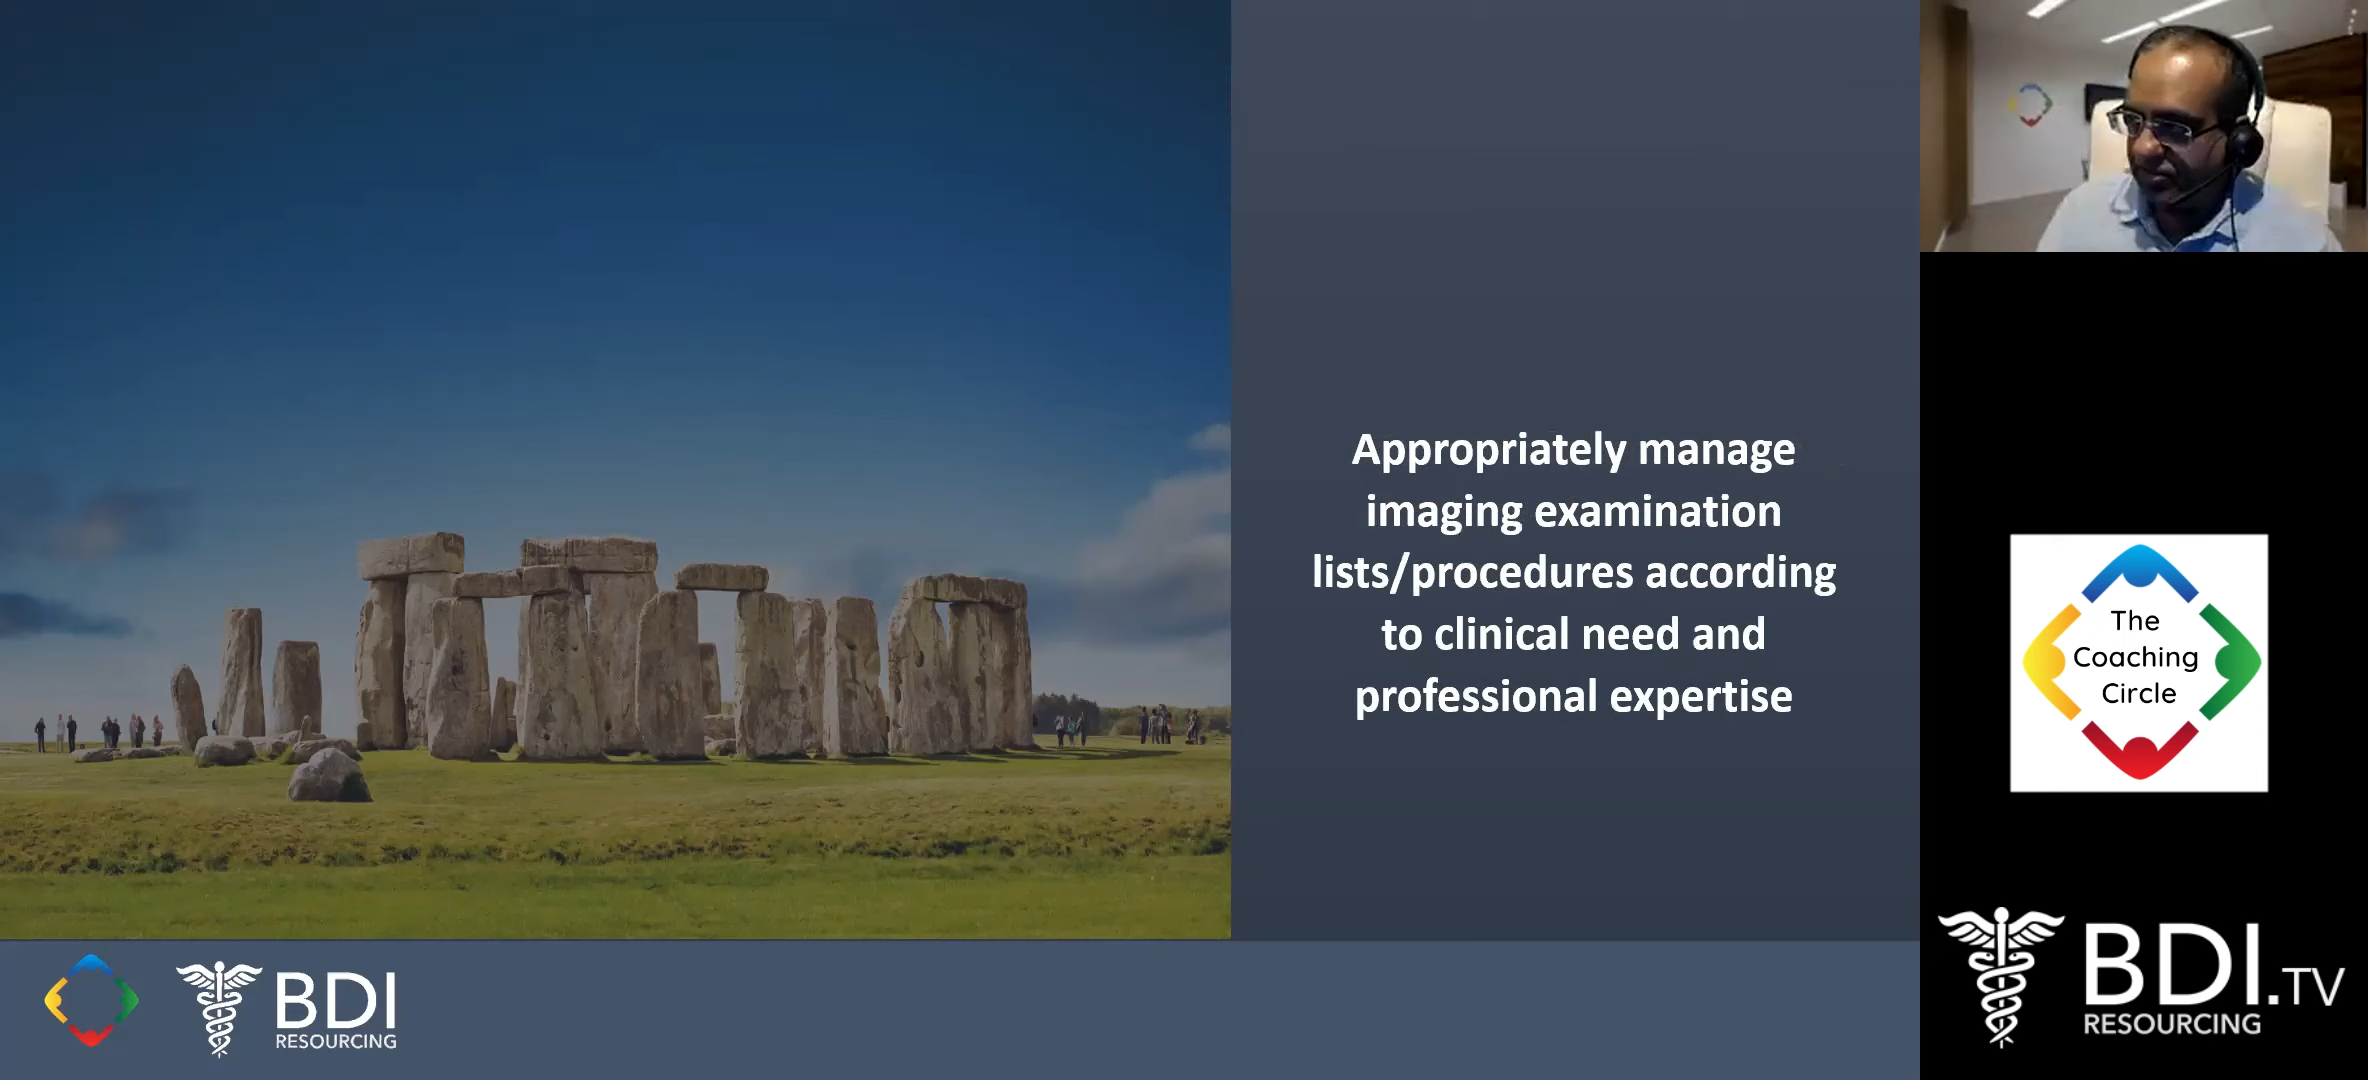 Appropriately manage
imaging examination
lists/procedures according
to clinical need and
professional expertise
The
Coaching
Circle
BDI
RESOURCING
BDI.TV
RESOURCING